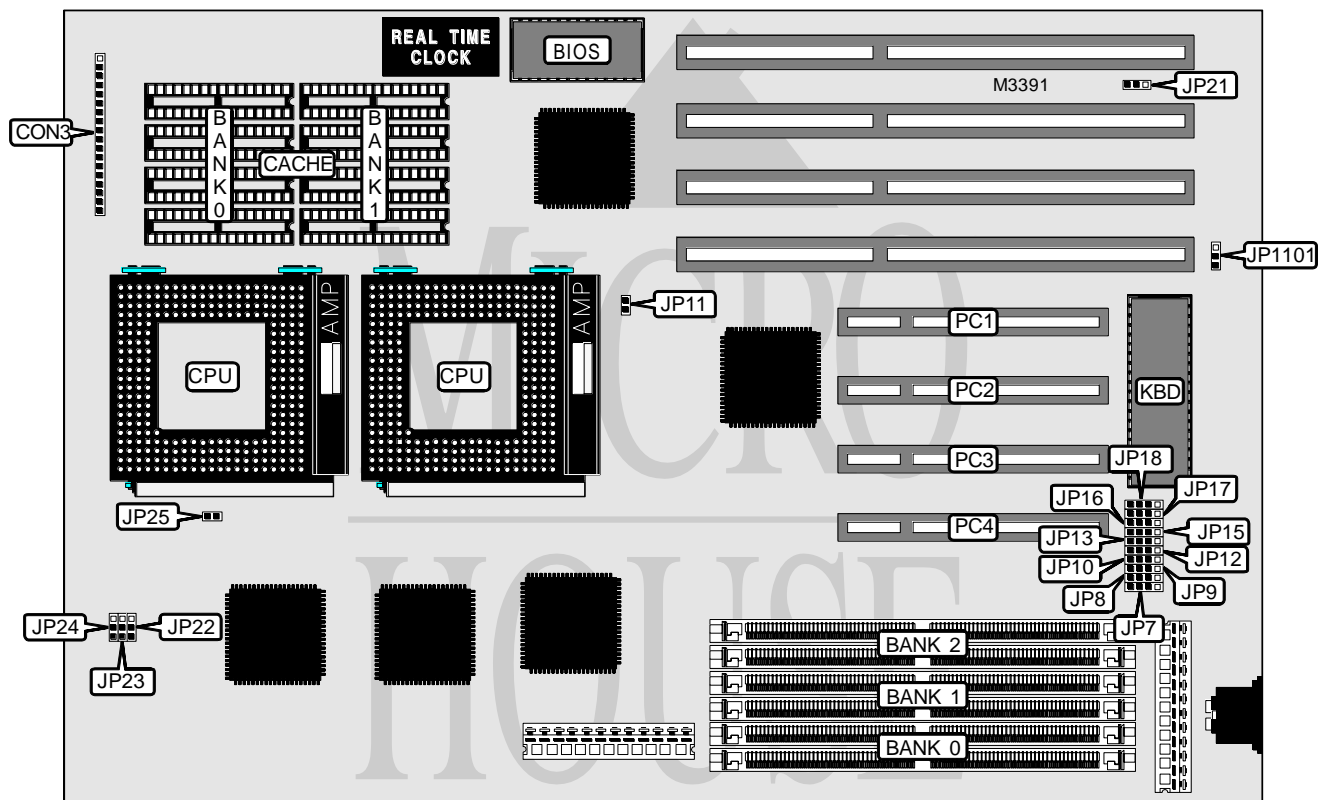 REAL TIME
CLOCK
BIOS
M3391
JP21
CON3
BANK0
CACHE
BANK1
JP1101
AMP
AMP
JP11
PC1
CPU
CPU
PC2
KBD
PC3
JP18
JP16
JP17
JP25
PC4
JP15
JP13
JP12
JP10
JP8
JP9
JP7
JP24
JP22
JP23
BANK 2
BANK 1
BANK 0
MICRO
HOUSE